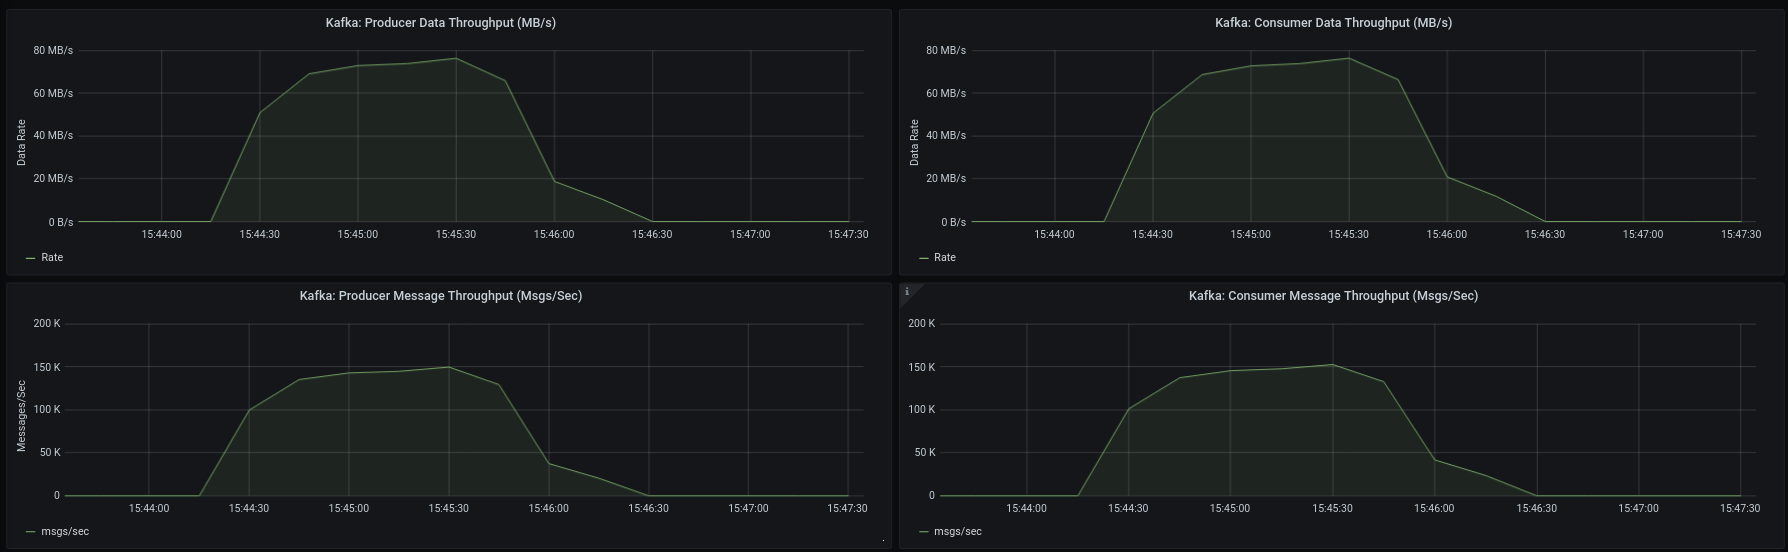 Kafka: Producer Data Throughput (MB/s)
80 MB/s
60 MB/s
40 MB/s
20 MB/s
0 B/s
Data Rate
15:44:00 15:44:30 15:45:00 15:45:30 15:46:00 15:46:30 15:47:00 15:47:30
Rate
Kafka: Consumer Data Throughput (MB/s)
80 MB/s
60 MB/s
40 MB/s
20 MB/s
0 B/s
Data Rate
15:44:00 15:44:30 15:45:00 15:45:30 15:46:00 15:46:30 15:47:00 15:47:30
Rate
Kafka: Producer Message Throughput (Msgs/Sec)
200 K
150 K
100 K
50 K
0
Messages/Sec
15:44:00 15:44:30 15:45:00 15:45:30 15:46:00 15:46:30 15:47:00 15:47:30
msgs/sec
i
Kafka: Consumer Message Throughput (Msgs/Sec)
200 K
150 K
100 K
50 K
0
15:44:00 15:44:30 15:45:00 15:45:30 15:46:00 15:46:30 15:47:00 15:47:30
msgs/sec